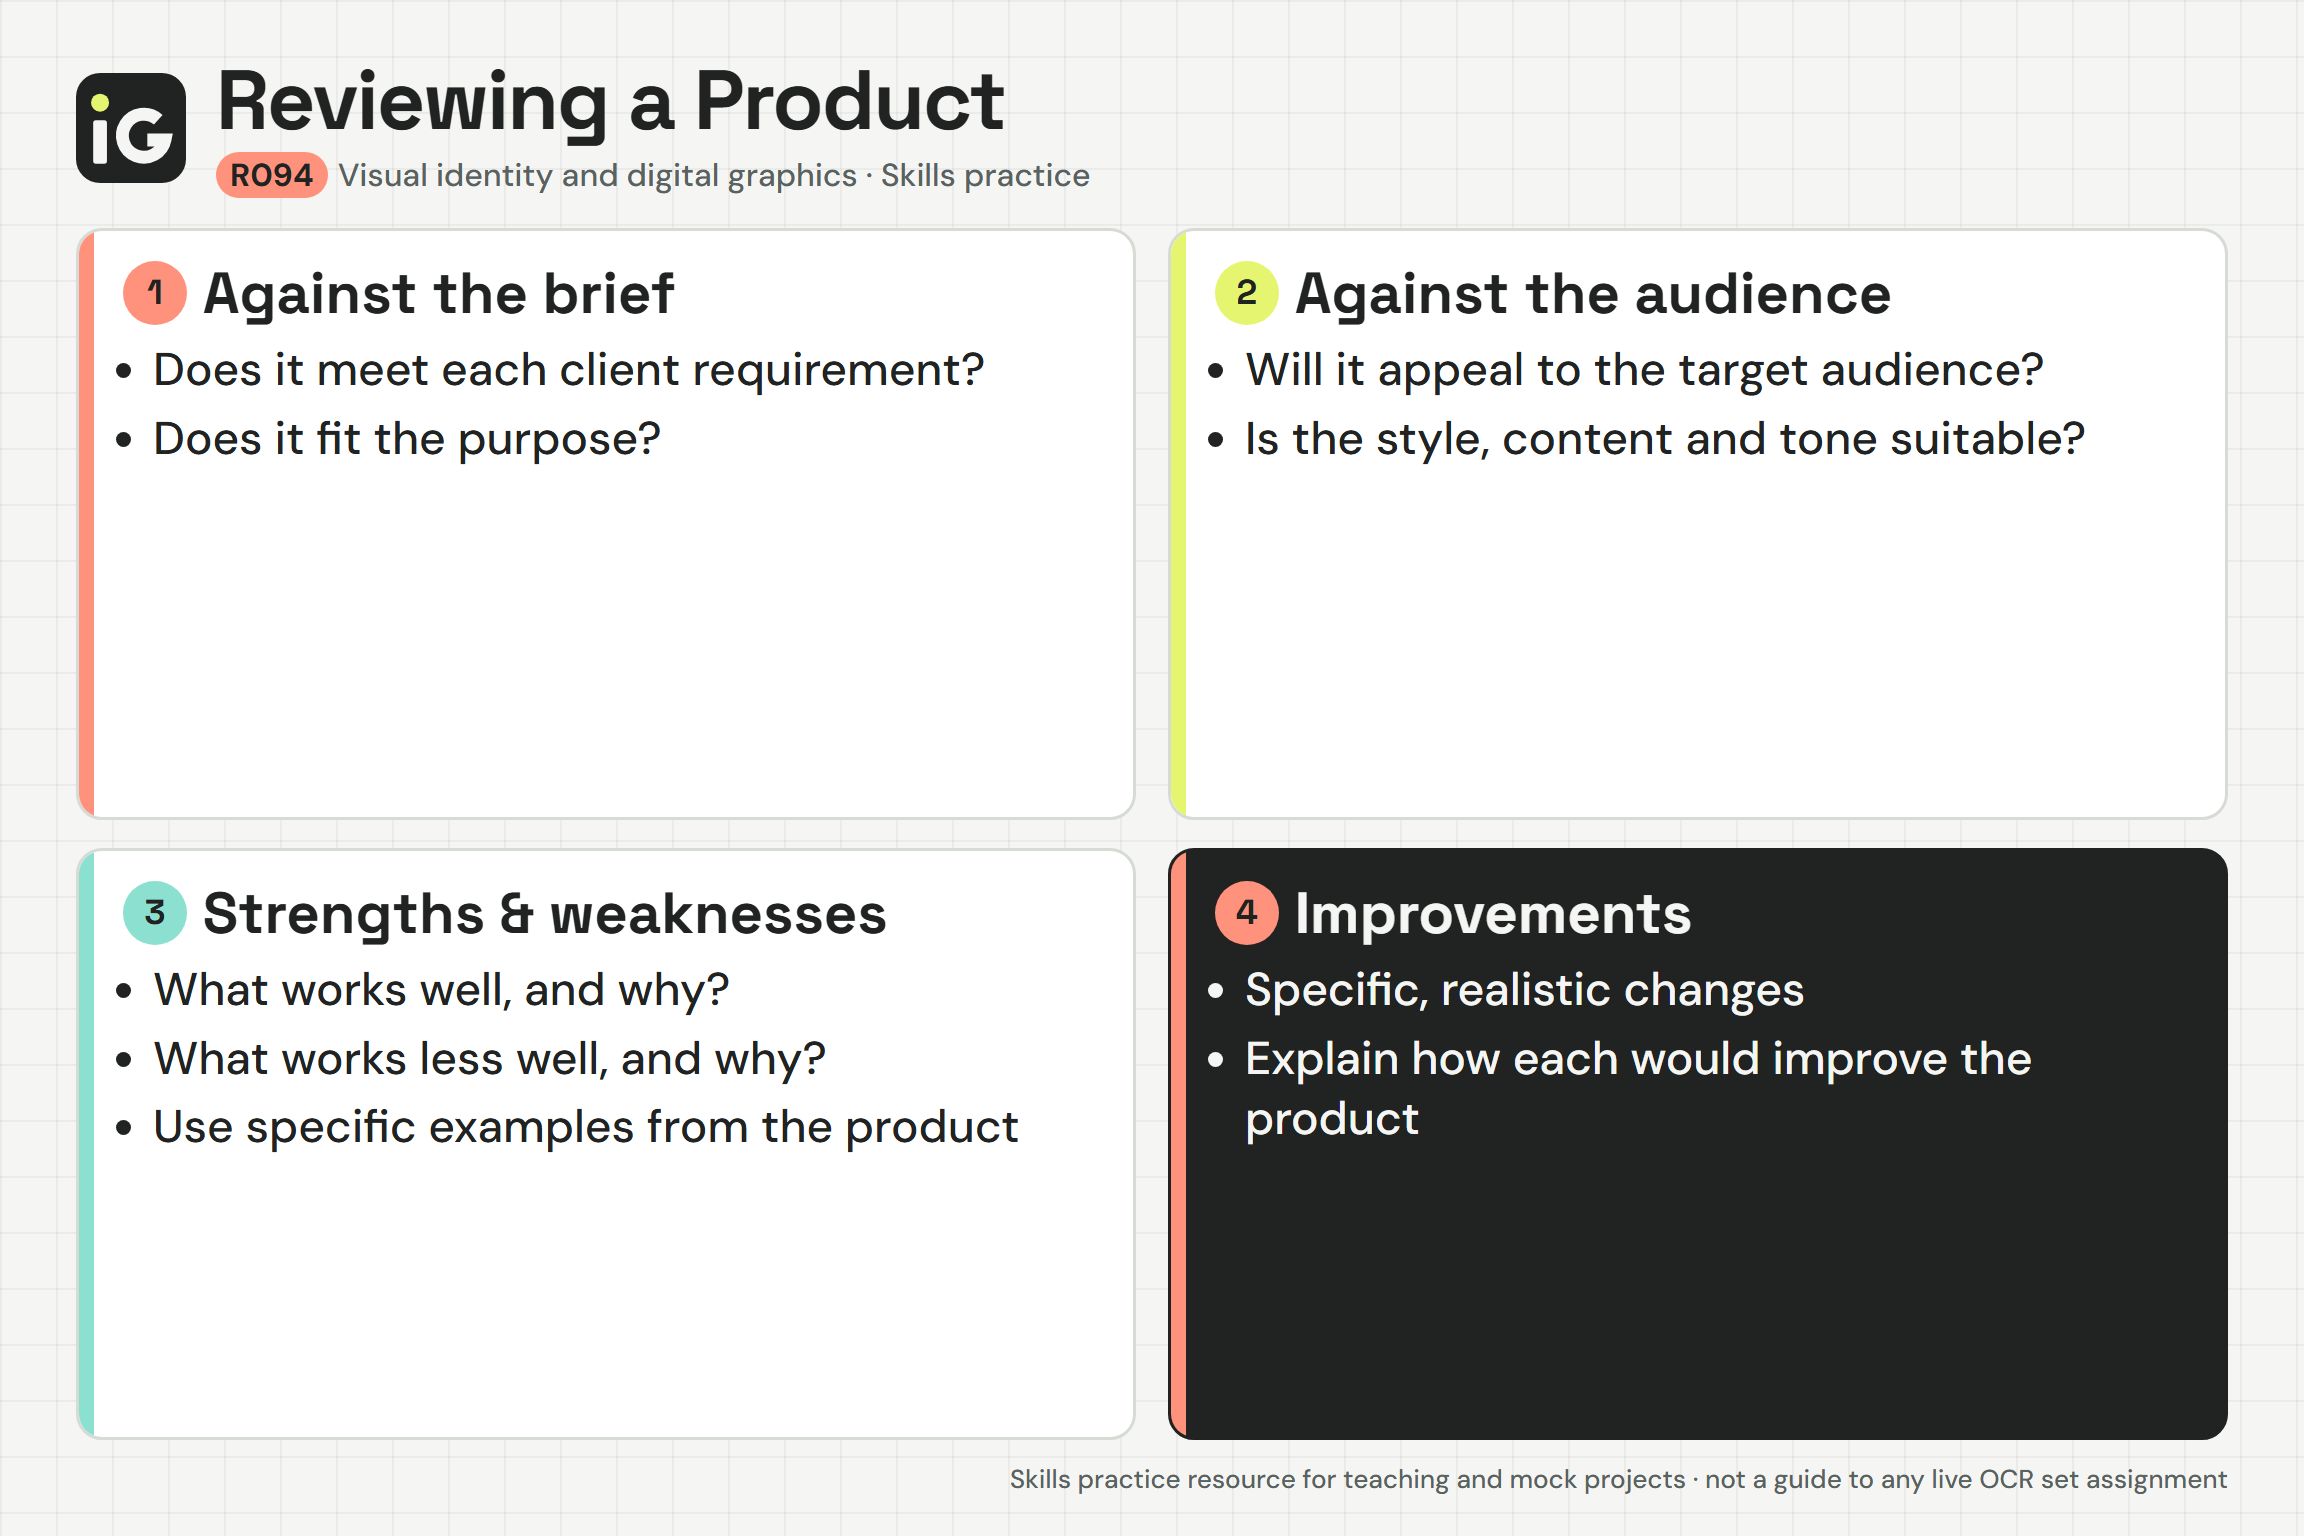 iG
Reviewing a Product
R094 Visual identity and digital graphics · Skills practice
1 Against the brief
• Does it meet each client requirement?
• Does it fit the purpose?
2 Against the audience
• Will it appeal to the target audience?
• Is the style, content and tone suitable?
3 Strengths & weaknesses
• What works well, and why?
• What works less well, and why?
• Use specific examples from the product
4 Improvements
• Specific, realistic changes
• Explain how each would improve the
product
Skills practice resource for teaching and mock projects · not a guide to any live OCR set assignment